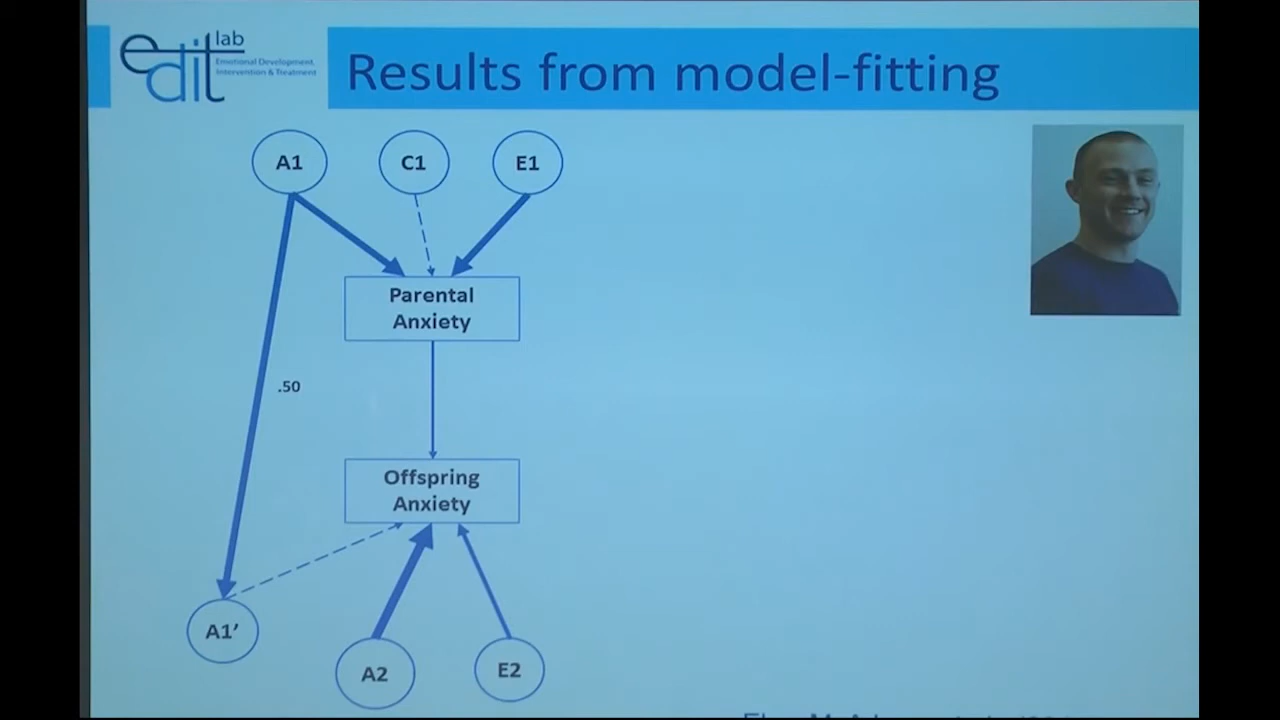 edit lab
Emotional Development,
Intervention & Treatment
Results from model-fitting
A1
C1
E1
Parental
Anxiety
.50
Offspring
Anxiety
A1’
A2
E2